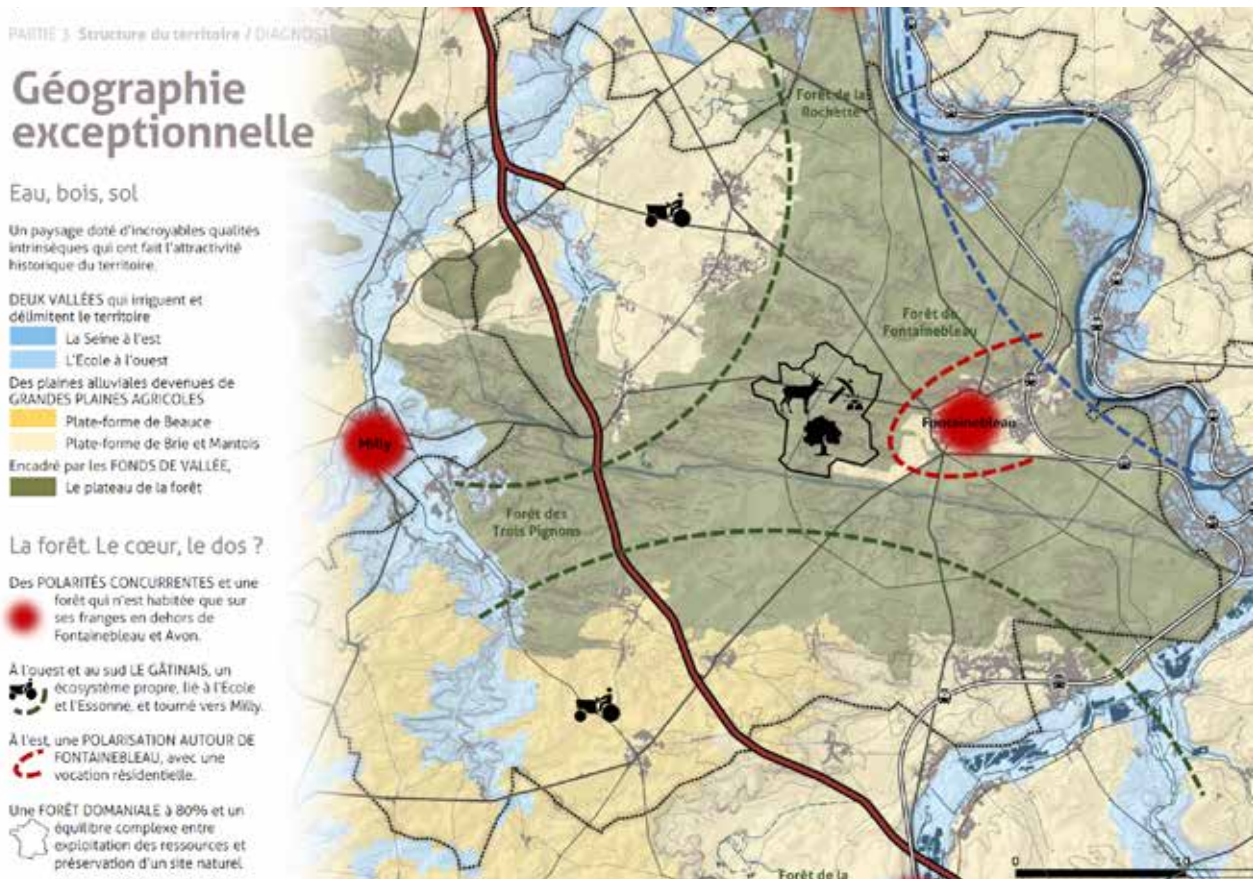 PARTIE 3 Structure du territoire / DIAGNOST
Géographie
exceptionnelle
Eau, bois, sol
Un paysage doté d'incroyables qualités
intrinsèques qui ont fait l'attractivité
historique du territoire.
DEUX VALLÉES qui irriguent et
délimitent le territoire
La Seine à l'est
L'Ecole à l'ouest
Des plaines alluviales devenues de
GRANDES PLAINES AGRICOLES
Plate-forme de Beauce
Plate-forme de Brie et Mantois
Encadré par les FONDS DE VALLÉE,
Le plateau de la forêt
La forêt. Le cœur, le dos ?
Des POLARITÉS CONCURRENTES et une
forêt qui n'est habitée que sur
ses franges en dehors de
Fontainebleau et Avon.
À l'ouest et au sud LE GÂTINAIS, un
écosystème propre, lié à l'École
et l'Essonne, et tourné vers Milly.
À l'est, une POLARISATION AUTOUR DE
FONTAINEBLEAU, avec une
vocation résidentielle.
Une FORÊT DOMANIALE à 80% et un
équilibre complexe entre
exploitation des ressources et
préservation d'un site naturel
Forêt de la
Rochette
Forêt de
Fontainebleau
Fontainebleau
Milly
Forêt des
Trois Pignons
Forêt de la
0
10